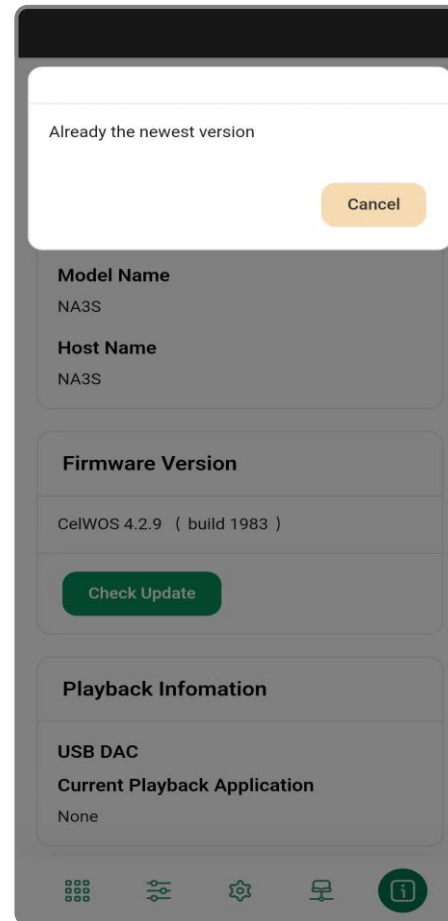 Already the newest version
Cancel
Model Name
NA3S
Host Name
NA3S
Firmware Version
CelWOS 4.2.9 ( build 1983 )
Check Update
Playback Infomation
USB DAC
Current Playback Application
None